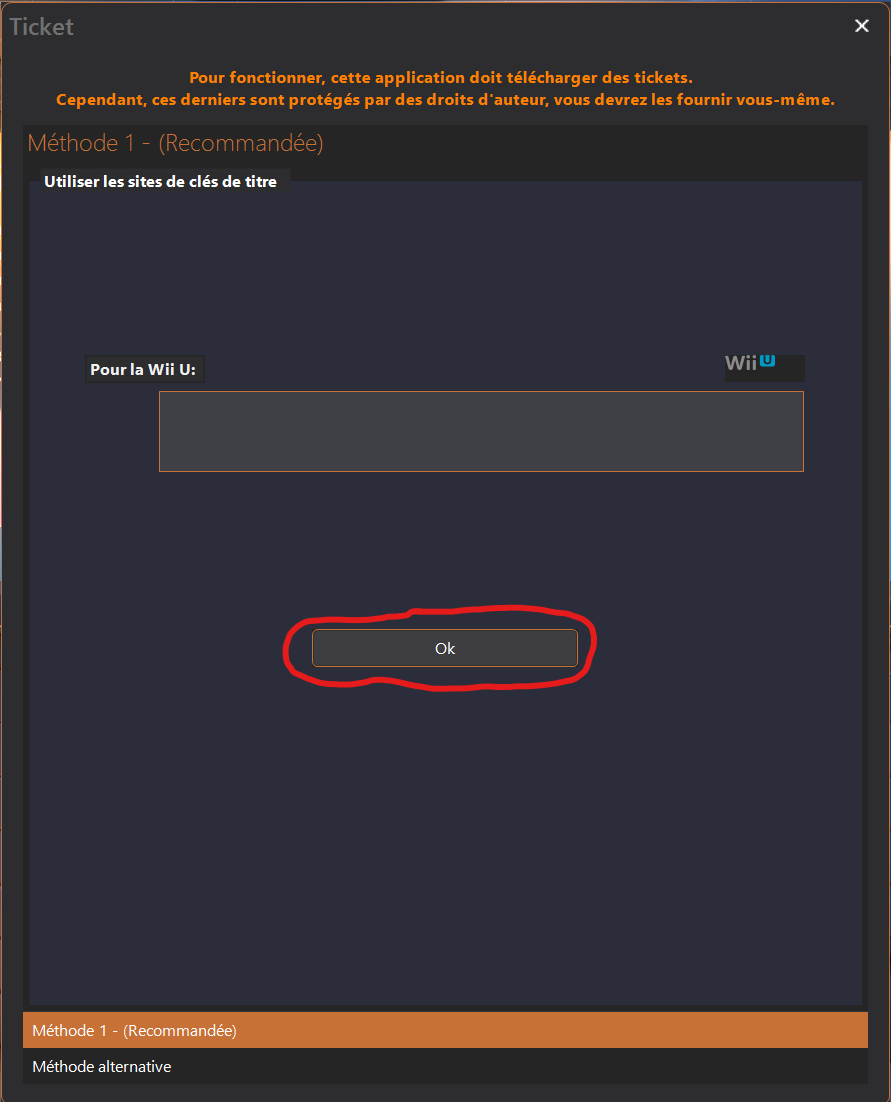 Ticket
Pour fonctionner, cette application doit télécharger des tickets.
Cependant, ces derniers sont protégés par des droits d'auteur, vous devrez les fournir vous-même.
Méthode 1 - (Recommandée)
Utiliser les sites de clés de titre
Pour la Wii U:
Wii U
Ok
Méthode 1 - (Recommandée)
Méthode alternative